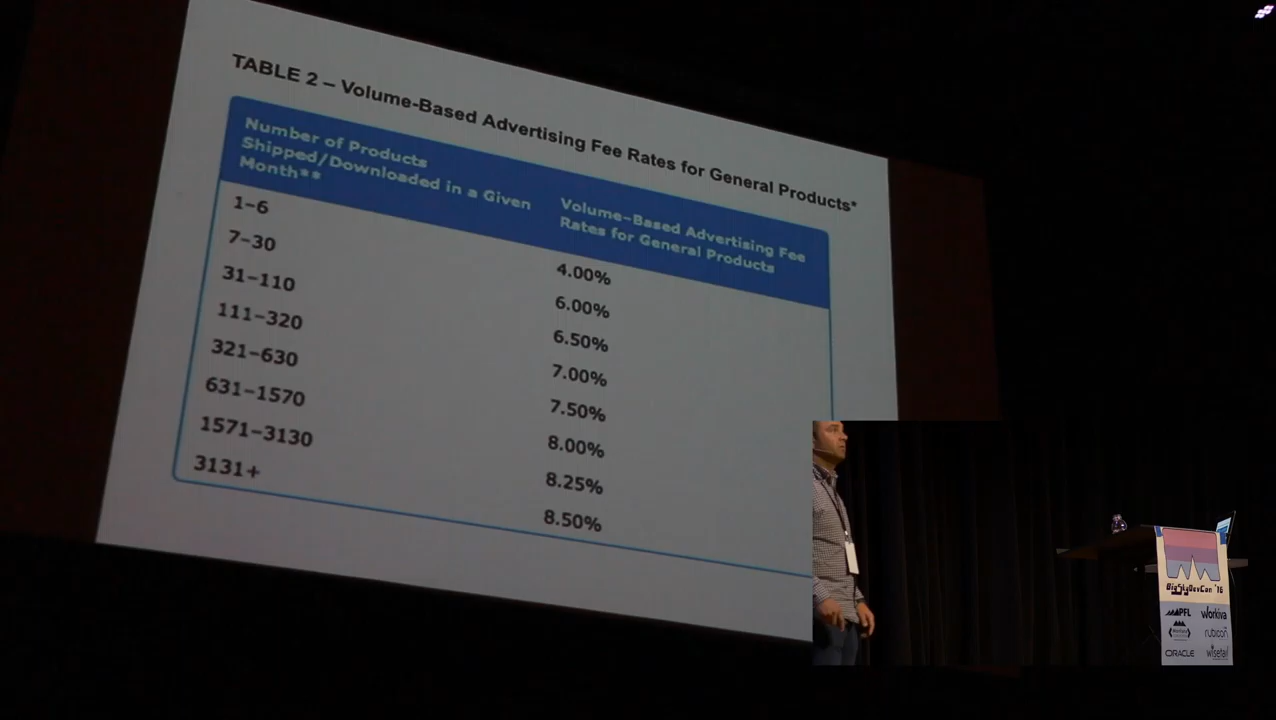 TABLE 2 – Volume-Based Advertising Fee Rates for General Products*
Number of Products
Shipped/Downloaded in a Given
Month**
Volume-Based Advertising Fee
Rates for General Products
1-6
4.00%
7-30
6.00%
31-110
6.50%
111-320
7.00%
321-630
7.50%
631-1570
8.00%
1571-3130
8.25%
3131+
8.50%
BigSkyDevCon '16
PFL
workiva
rubicon
ORACLE
wisetail